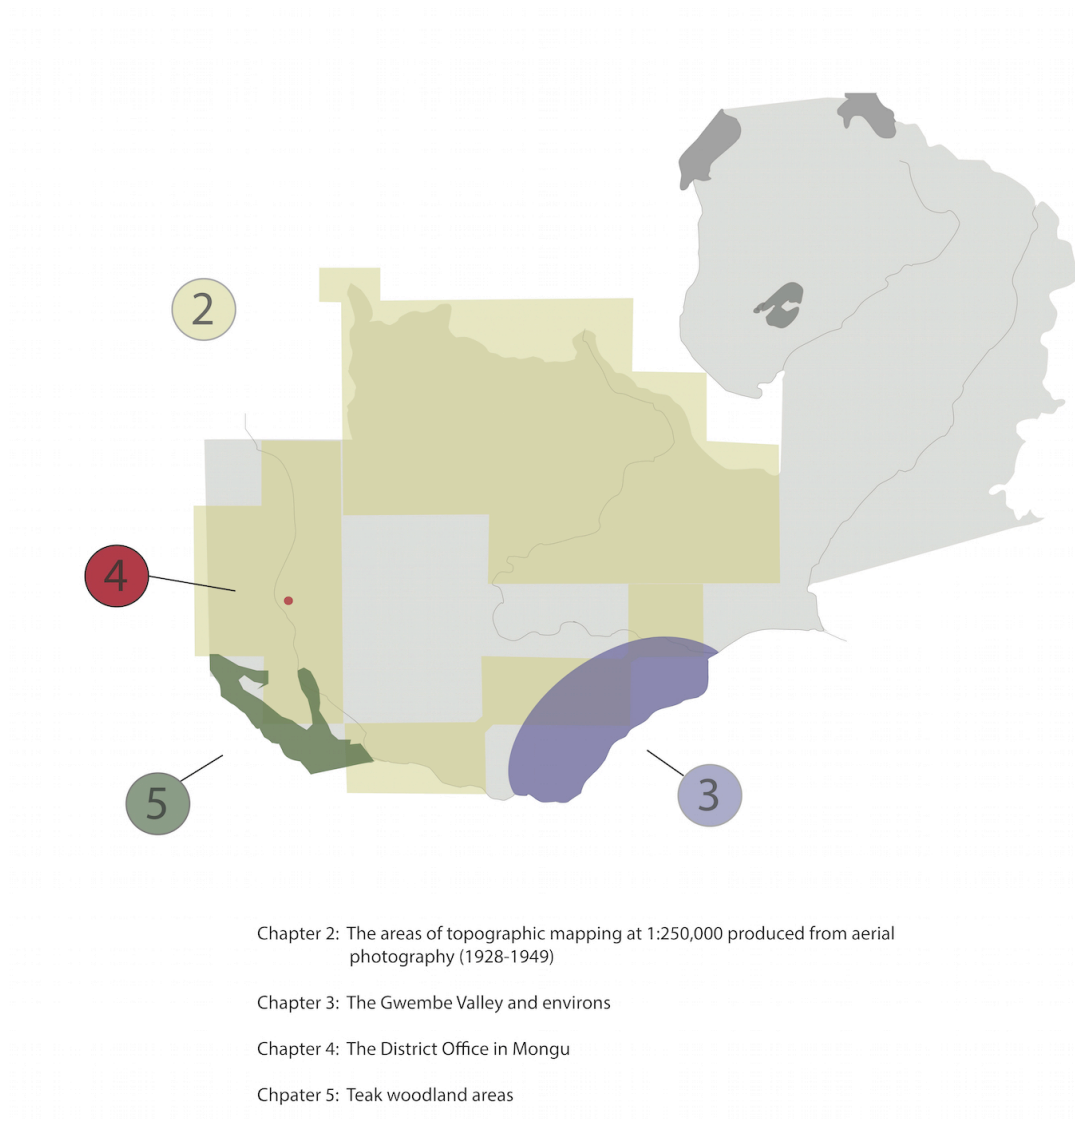 2
4
5
3
Chapter 2: The areas of topographic mapping at 1:250,000 produced from aerial
photography (1928-1949)
Chapter 3: The Gwembe Valley and environs
Chapter 4: The District Office in Mongu
Chpater 5: Teak woodland areas